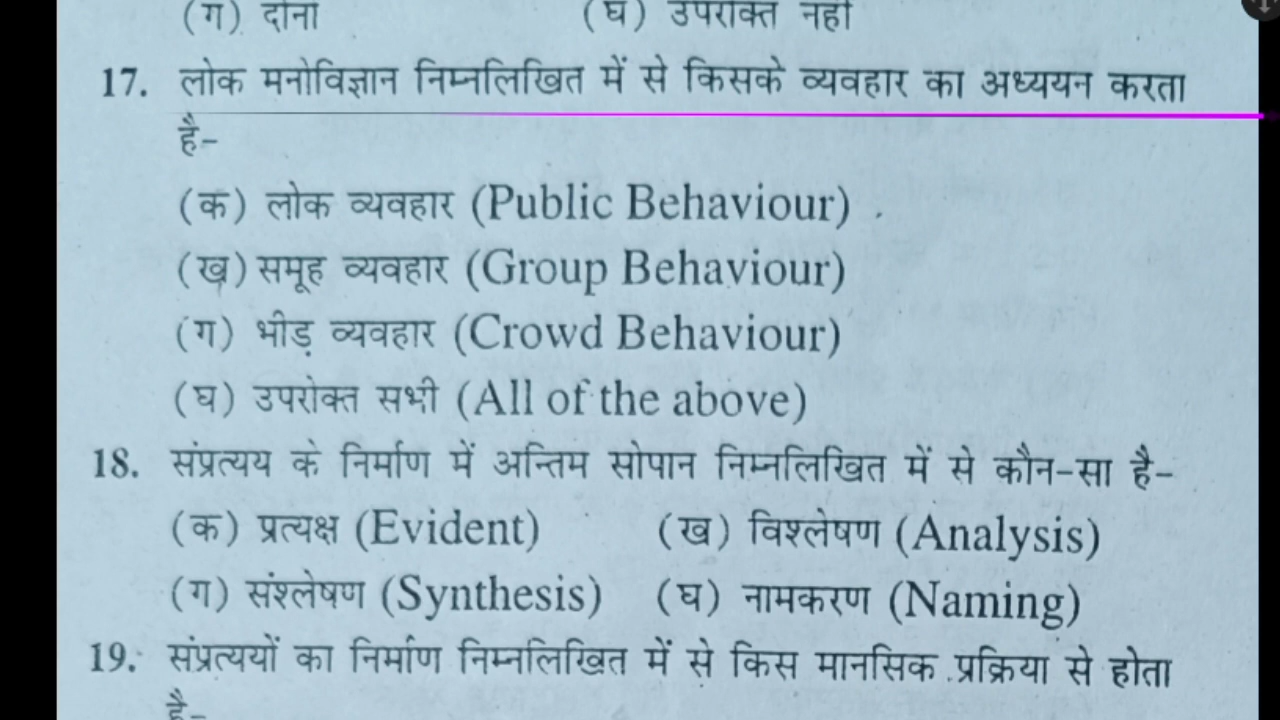 (ग) दोनों (घ) उपरोक्त नहीं
17. लोक मनोविज्ञान निम्नलिखित में से किसके व्यवहार का अध्ययन करता
है-
(क) लोक व्यवहार (Public Behaviour)
(ख) समूह व्यवहार (Group Behaviour)
(ग) भीड़ व्यवहार (Crowd Behaviour)
(घ) उपरोक्त सभी (All of the above)
18. संप्रत्यय के निर्माण में अन्तिम सोपान निम्नलिखित में से कौन-सा है-
(क) प्रत्यक्ष (Evident) (ख) विश्लेषण (Analysis)
(ग) संश्लेषण (Synthesis) (घ) नामकरण (Naming)
19. संप्रत्ययों का निर्माण निम्नलिखित में से किस मानसिक प्रक्रिया से होता
है-